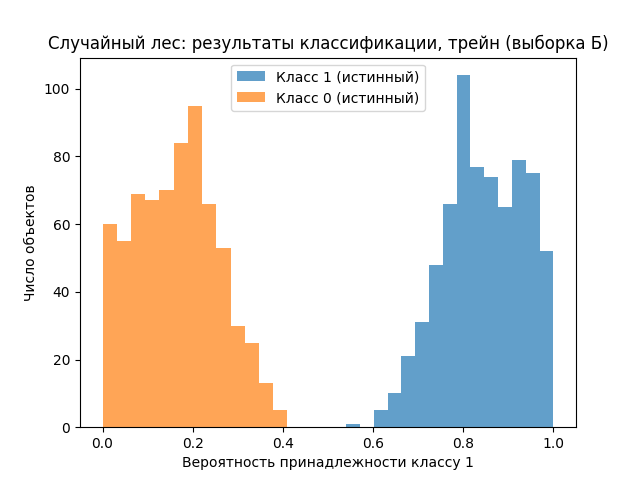 Случайный лес: результаты классификации, трейн (выборка Б)
Класс 1 (истинный)
Класс 0 (истинный)
Число объектов
100
80
60
40
20
0
0.0 0.2 0.4 0.6 0.8 1.0
Вероятность принадлежности классу 1